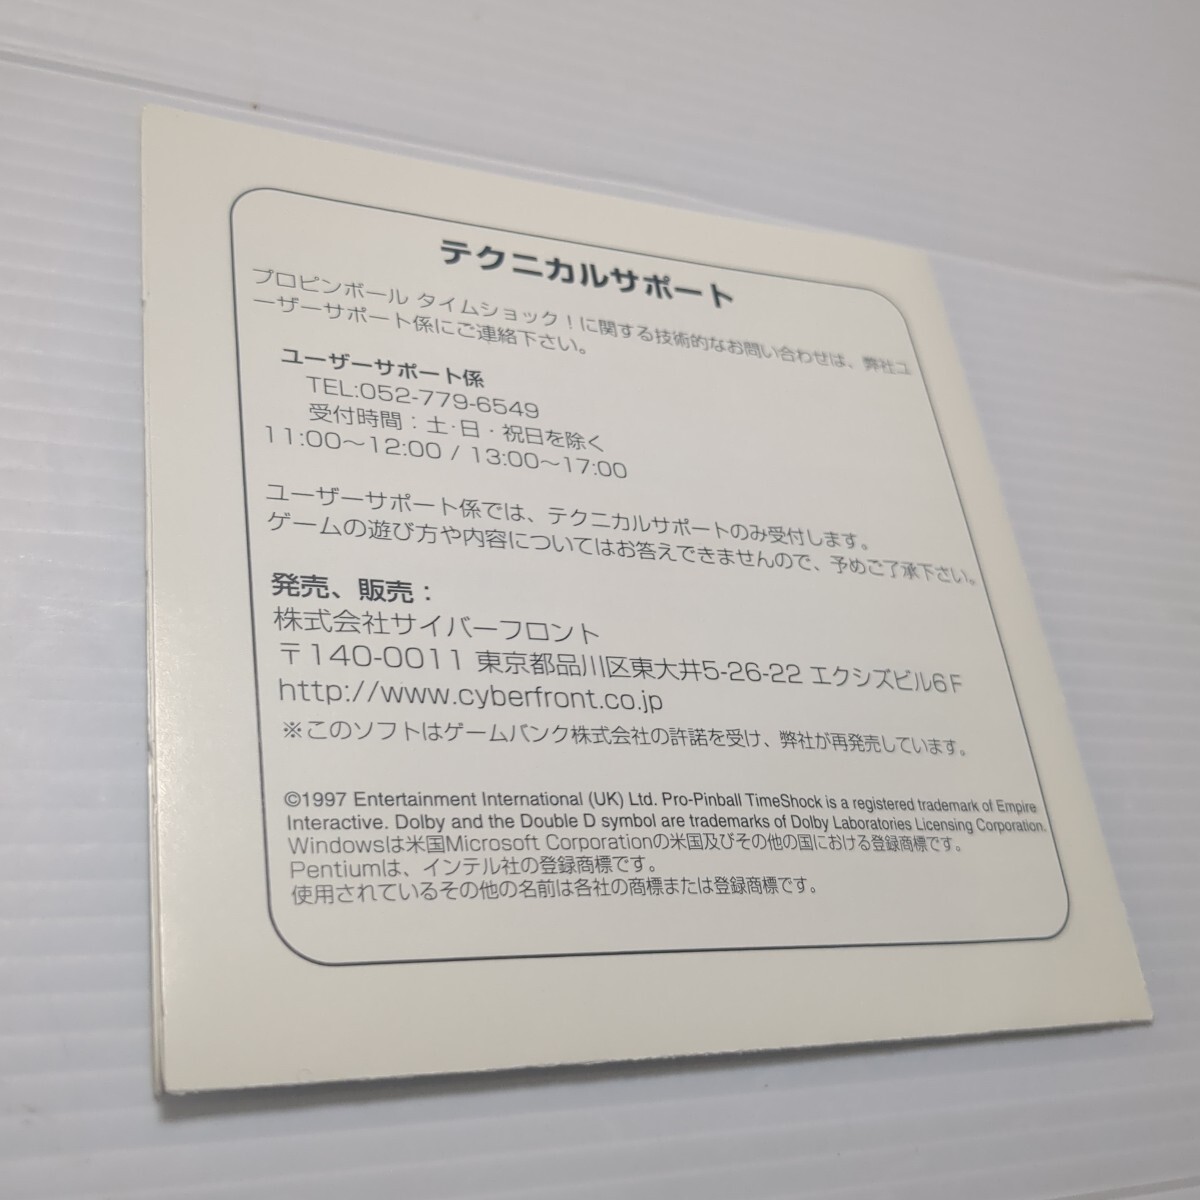 テクニカルサポート
プロピンボール タイムショック！に関する技術的なお問い合わせは、弊社ユ
ーザーサポート係にご連絡下さい。
ユーザーサポート係
TEL:052-779-6549
受付時間：土・日・祝日を除く
11:00～12:00 / 13:00～17:00
ユーザーサポート係では、テクニカルサポートのみ受付します。
ゲームの遊び方や内容についてはお答えできませんので、予めご了承下さい。
発売、販売：
株式会社サイバーフロント
〒140-0011 東京都品川区東大井5-26-22 エクシズビル6F
http://www.cyberfront.co.jp
※このソフトはゲームバンク株式会社の許諾を受け、弊社が再発売しています。
©1997 Entertainment International (UK) Ltd. Pro-Pinball TimeShock is a registered trademark of Empire
Interactive. Dolby and the Double D symbol are trademarks of Dolby Laboratories Licensing Corporation.
Windowsは米国Microsoft Corporationの米国及びその他の国における登録商標です。
Pentiumは、インテル社の登録商標です。
使用されているその他の名前は各社の商標または登録商標です。